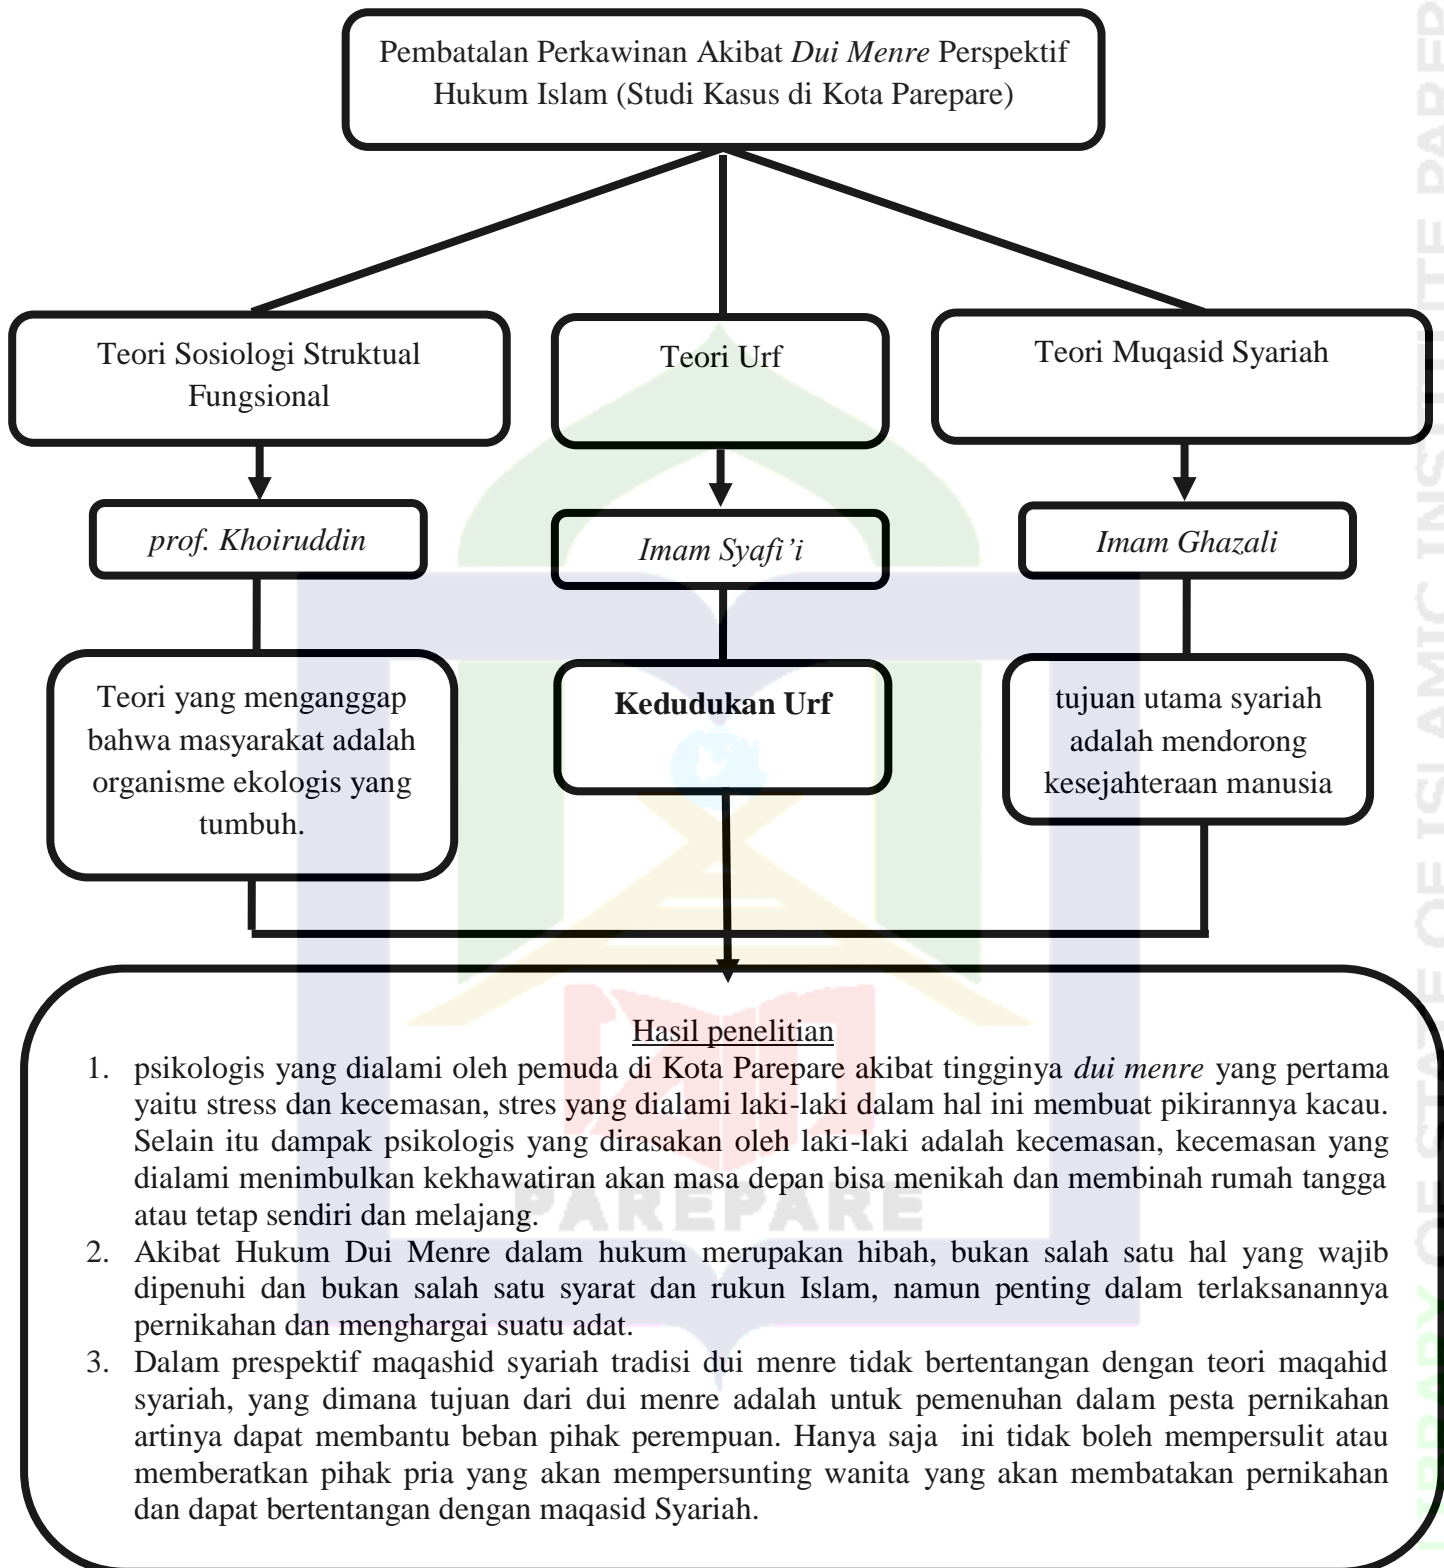 Pembatalan Perkawinan Akibat Dui Menre Perspektif
Hukum Islam (Studi Kasus di Kota Parepare)
Teori Sosiologi Struktual
Fungsional
Teori Urf
Teori Muqasid Syariah
prof. Khoiruddin
Imam Syafi’i
Imam Ghazali
Teori yang menganggap
bahwa masyarakat adalah
organisme ekologis yang
tumbuh.
Kedudukan Urf
tujuan utama syariah
adalah mendorong
kesejahteraan manusia
Hasil penelitian
1. psikologis yang dialami oleh pemuda di Kota Parepare akibat tingginya dui menre yang pertama
yaitu stress dan kecemasan, stres yang dialami laki-laki dalam hal ini membuat pikirannya kacau.
Selain itu dampak psikologis yang dirasakan oleh laki-laki adalah kecemasan, kecemasan yang
dialami menimbulkan kekhawatiran akan masa depan bisa menikah dan membinah rumah tangga
atau tetap sendiri dan melajang.
2. Akibat Hukum Dui Menre dalam hukum merupakan hibah, bukan salah satu hal yang wajib
dipenuhi dan bukan salah satu syarat dan rukun Islam, namun penting dalam terlaksanannya
pernikahan dan menghargai suatu adat.
3. Dalam prespektif maqashid syariah tradisi dui menre tidak bertentangan dengan teori maqahid
syariah, yang dimana tujuan dari dui menre adalah untuk pemenuhan dalam pesta pernikahan
artinya dapat membantu beban pihak perempuan. Hanya saja ini tidak boleh mempersulit atau
memberatkan pihak pria yang akan mempersunting wanita yang akan membatakan pernikahan
dan dapat bertentangan dengan maqasid Syariah.
PAREPARE
OF ISLAMIC